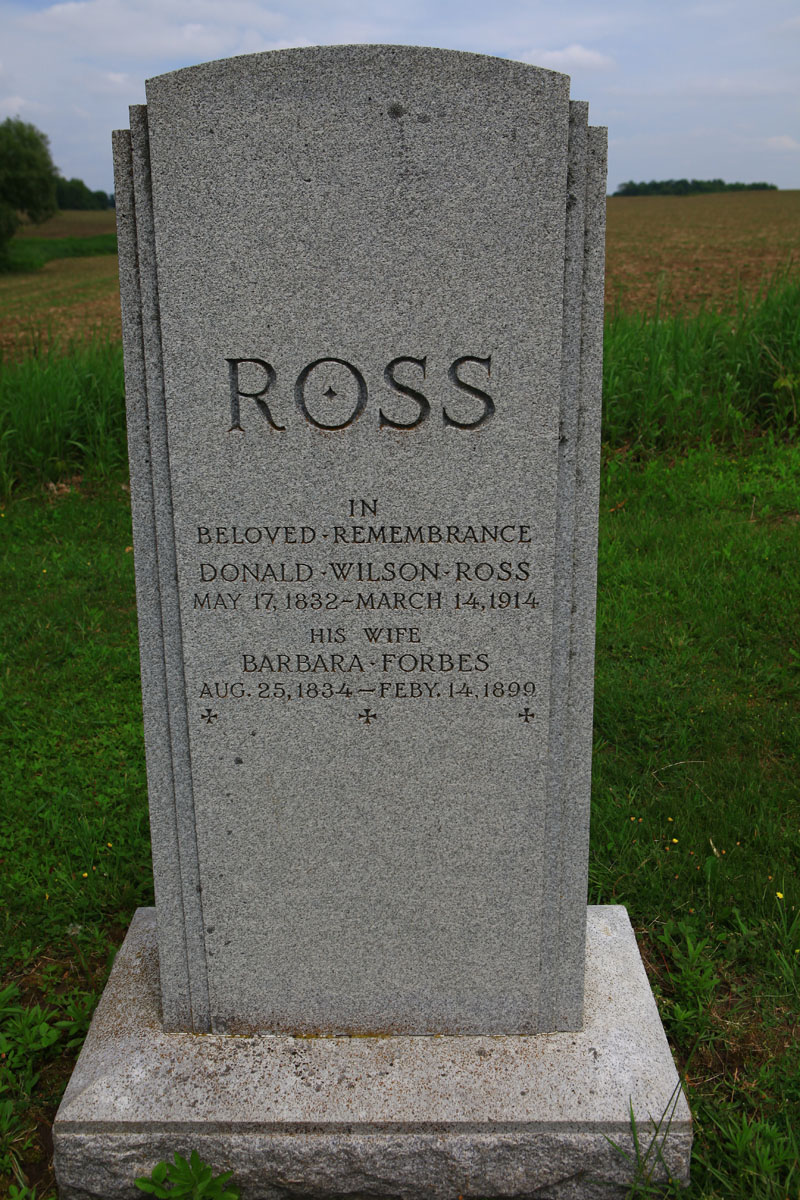 ROSS
IN
BELOVED·REMEMBRANCE
DONALD·WILSON·ROSS
MAY 17, 1832–MARCH 14, 1914
HIS WIFE
BARBARA·FORBES
AUG. 25, 1834–FEBY. 14, 1899